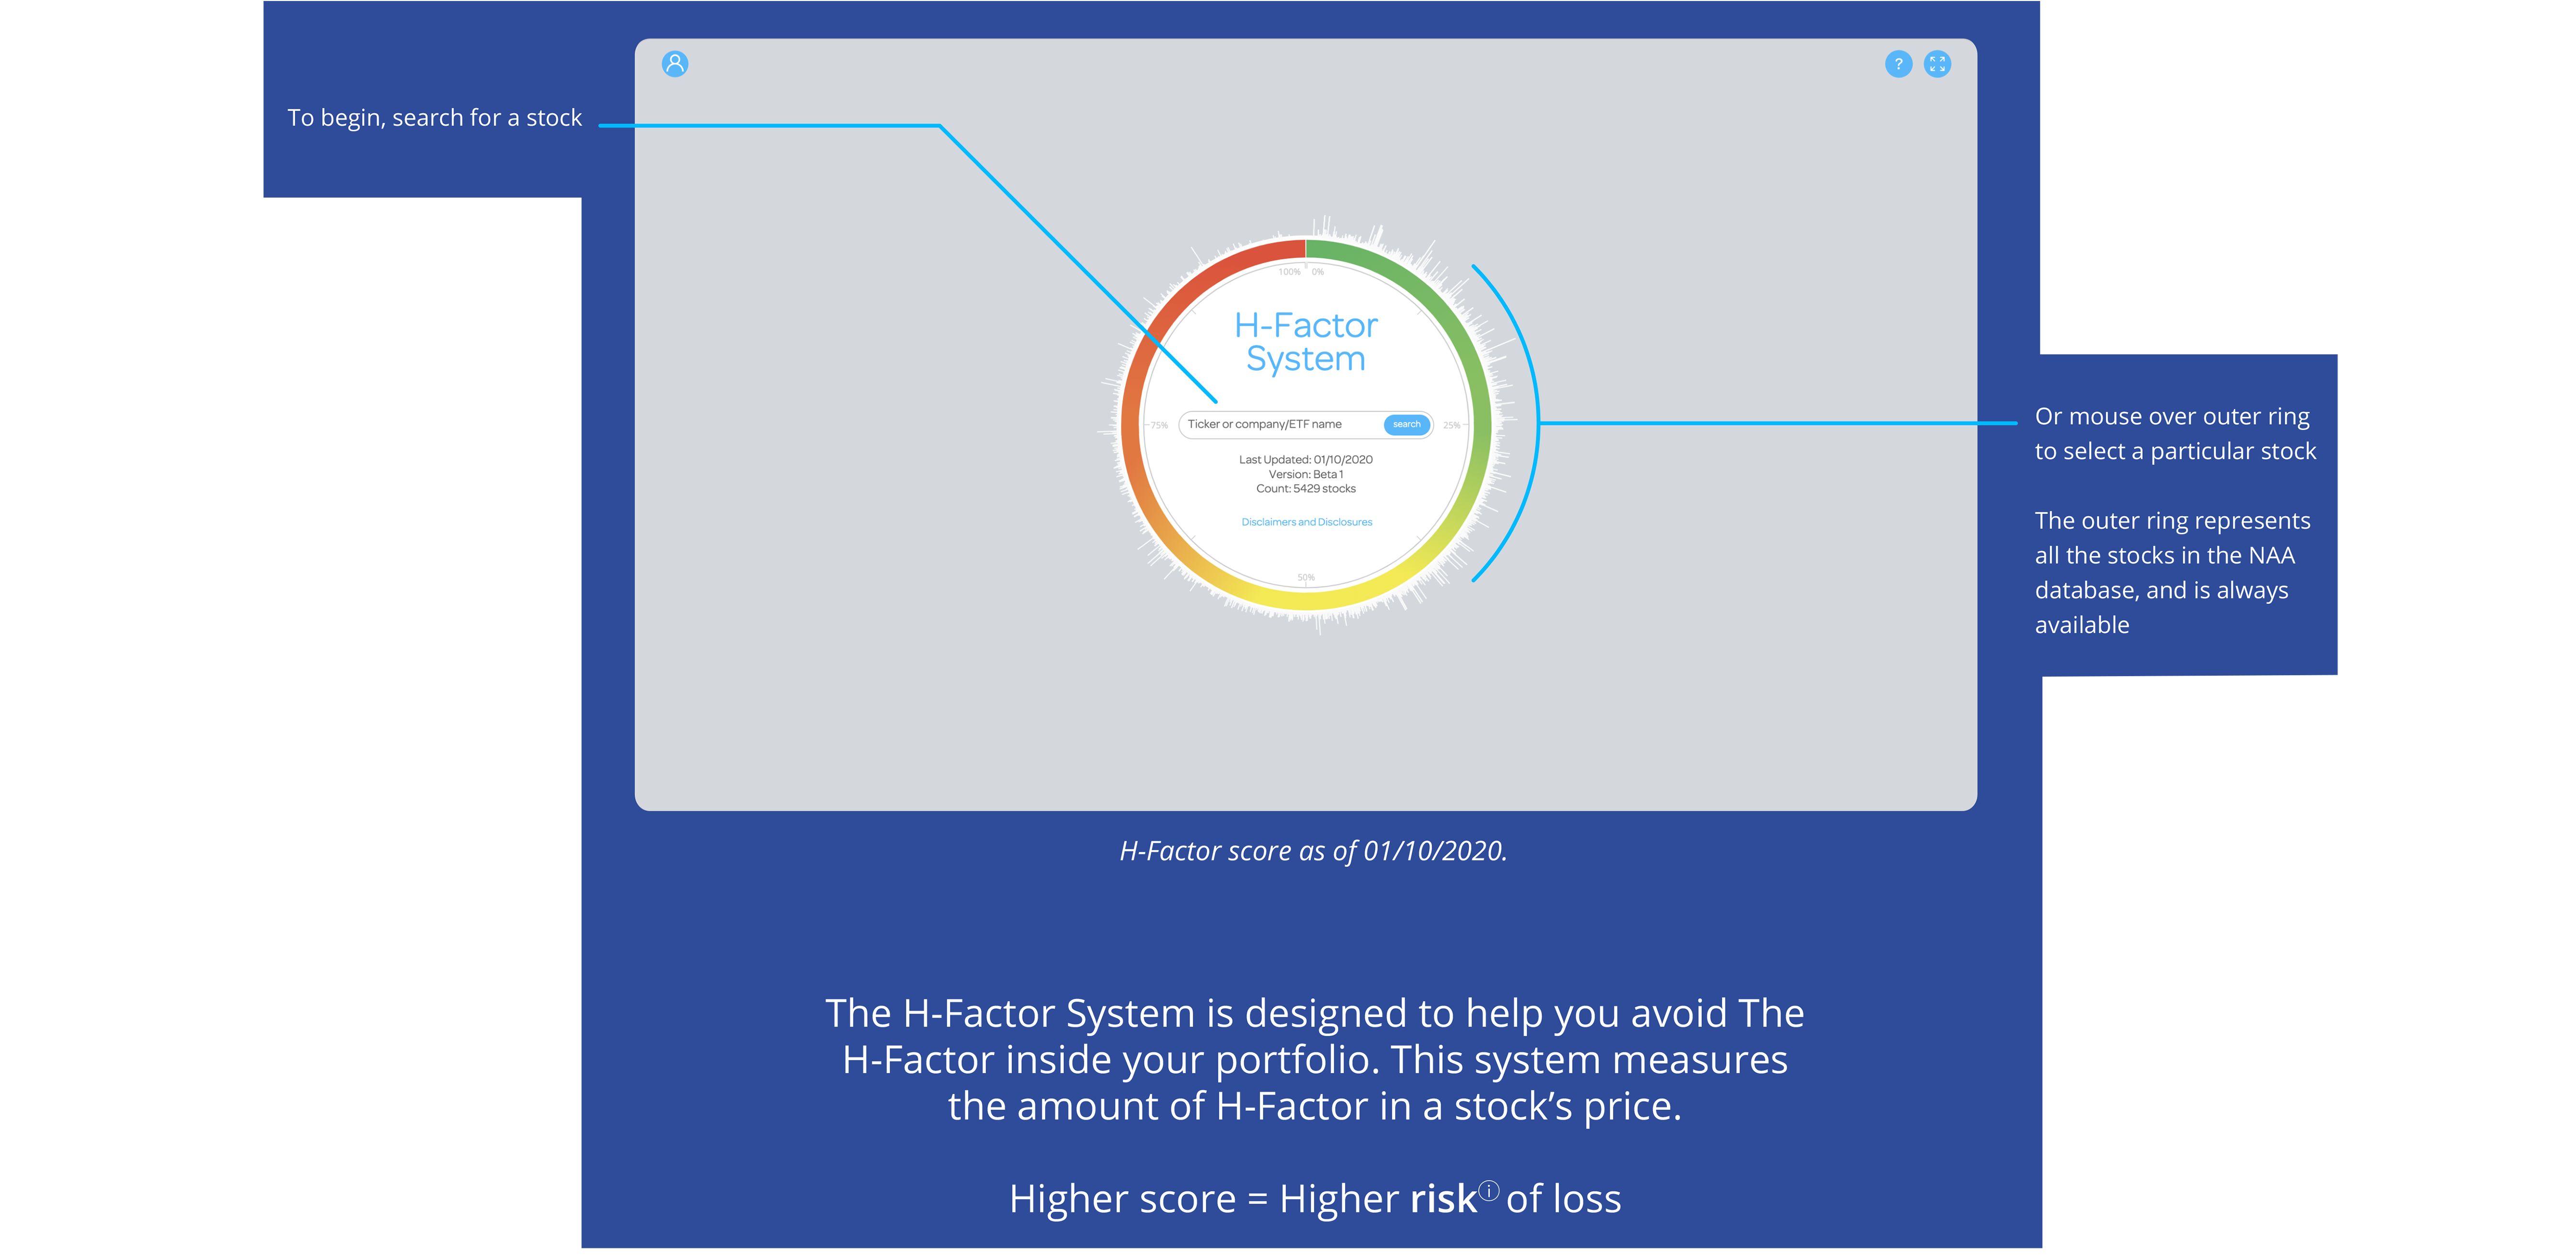 To begin, search for a stock
?
100% 0%
H-Factor
System
75%
Ticker or company/ETF name
search
25%
Last Updated: 01/10/2020
Version: Beta 1
Count: 5429 stocks
Disclaimers and Disclosures
50%
Or mouse over outer ring
to select a particular stock
The outer ring represents
all the stocks in the NAA
database, and is always
available
H-Factor score as of 01/10/2020.
The H-Factor System is designed to help you avoid The
H-Factor inside your portfolio. This system measures
the amount of H-Factor in a stock’s price.
Higher score = Higher riskⓘ of loss